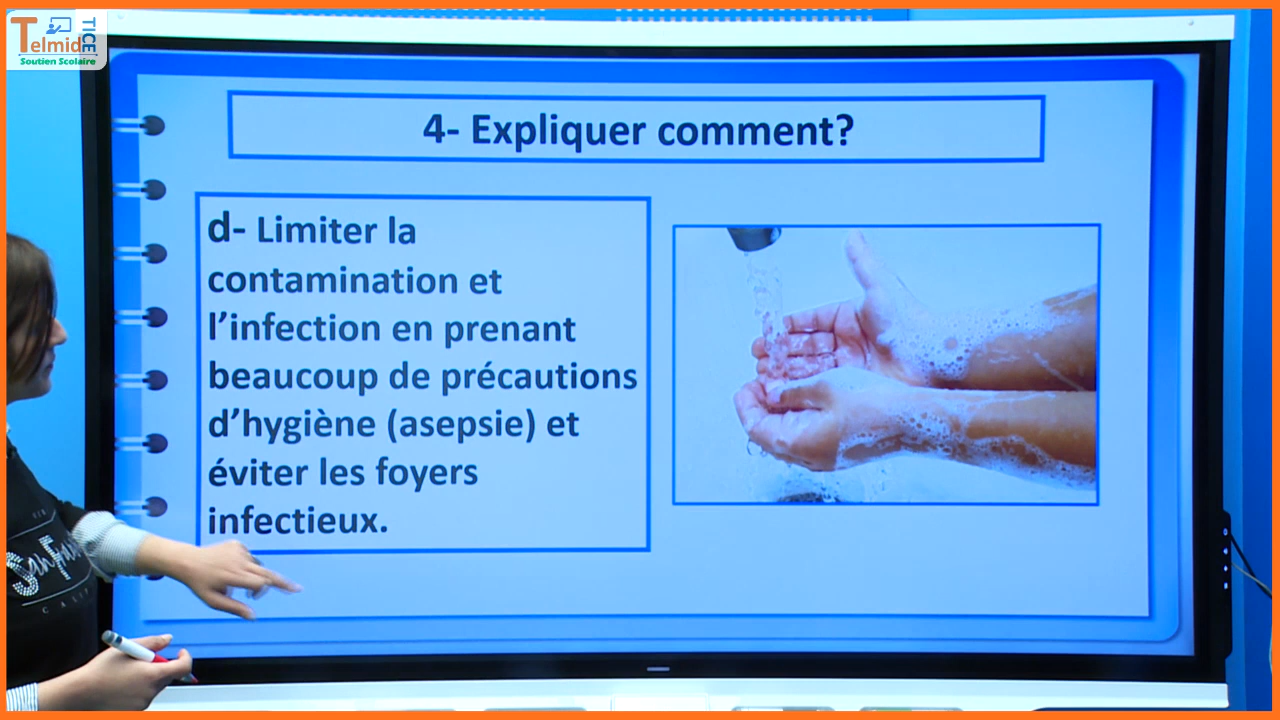 Telmid
TICE
Soutien Scolaire
4- Expliquer comment?
d- Limiter la
contamination et
l’infection en prenant
beaucoup de précautions
d’hygiène (asepsie) et
éviter les foyers
infectieux.